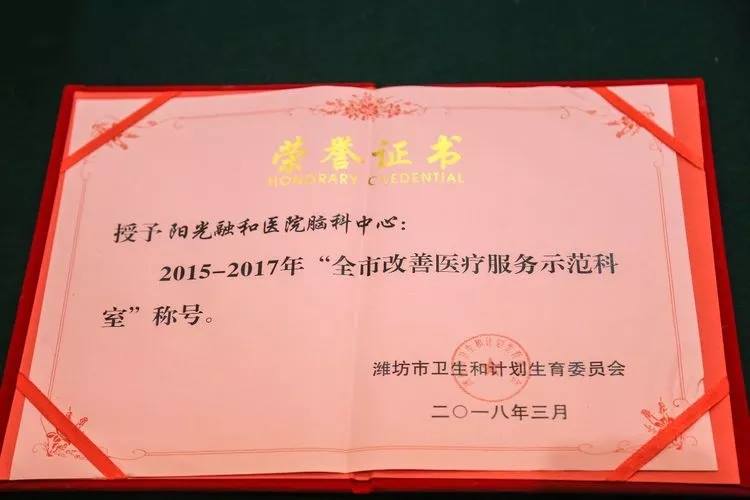 荣誉证书
HONORARY CREDENTIAL
授予 阳光融和医院脑科中心：
2015-2017年“全市改善医疗服务示范科
室”称号。
潍坊市卫生和计划生育委员会
二〇一八年三月